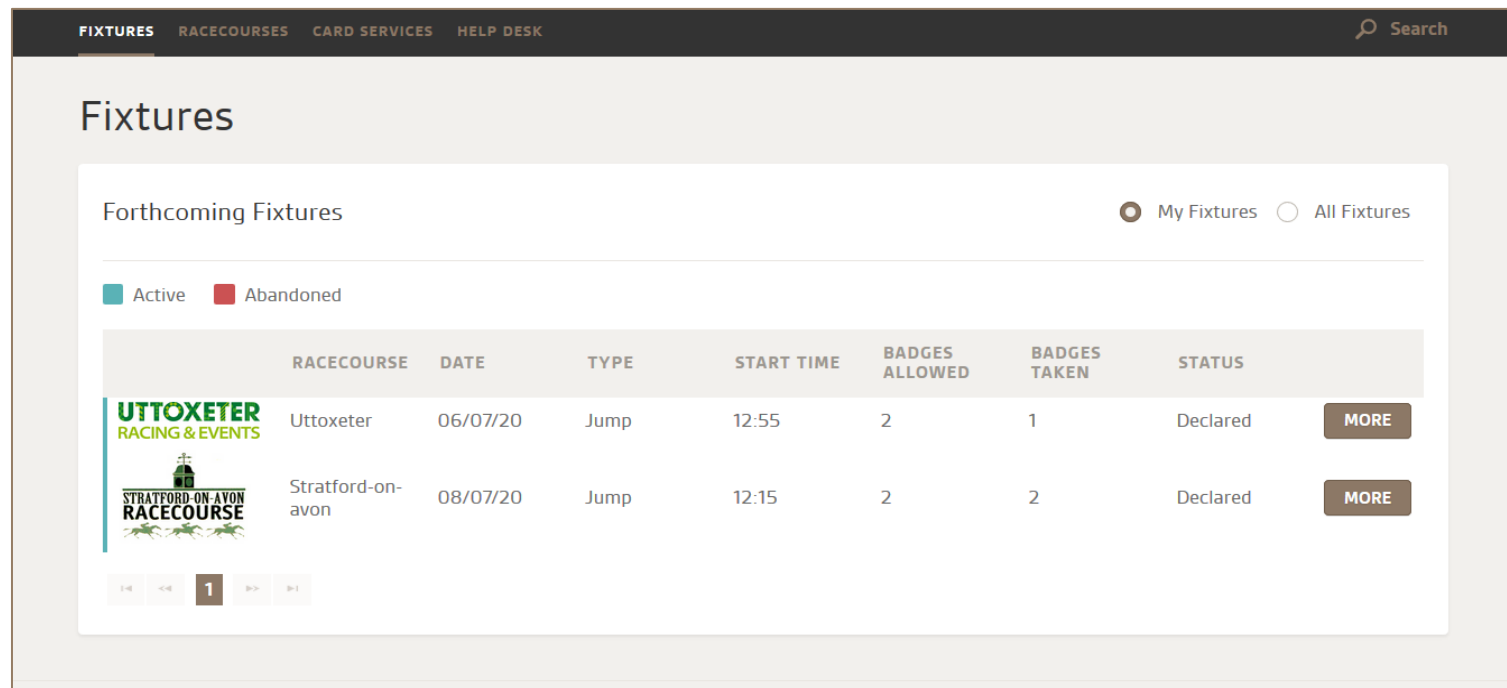 FIXTURES RACECOURSES CARD SERVICES HELP DESK Search
Fixtures
Forthcoming Fixtures My Fixtures All Fixtures
Active Abandoned
RACECOURSE DATE TYPE START TIME BADGES ALLOWED BADGES TAKEN STATUS
UTTOXETER
RACING & EVENTS
Uttoxeter 06/07/20 Jump 12:55 2 1 Declared MORE
STRATFORD-ON-AVON
RACECOURSE
Stratford-on-
avon
08/07/20 Jump 12:15 2 2 Declared MORE
1